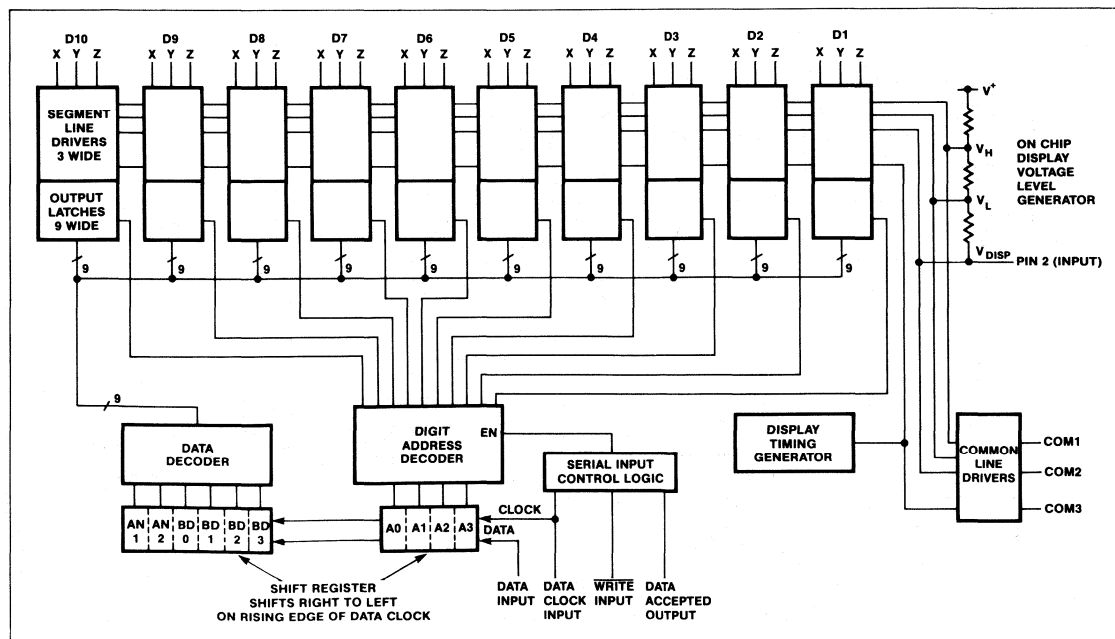 D10 D9 D8 D7 D6 D5 D4 D3 D2 D1
X Y Z X Y Z X Y Z X Y Z X Y Z X Y Z X Y Z X Y Z X Y Z X Y Z
SEGMENT
LINE
DRIVERS
3 WIDE
OUTPUT
LATCHES
9 WIDE
V+
VH
VL
VDISP
ON CHIP
DISPLAY
VOLTAGE
LEVEL
GENERATOR
PIN 2 (INPUT)
9 9 9 9 9 9 9 9 9 9
9
DATA
DECODER
DIGIT
ADDRESS
DECODER
EN
SERIAL INPUT
CONTROL LOGIC
DISPLAY
TIMING
GENERATOR
COMMON
LINE
DRIVERS
COM1
COM2
COM3
AN
1
AN
2
BD
0
BD
1
BD
2
BD
3
A0 A1 A2 A3
CLOCK
DATA
SHIFT REGISTER
SHIFTS RIGHT TO LEFT
ON RISING EDGE OF DATA CLOCK
DATA
INPUT
DATA
CLOCK
INPUT
WRITE
INPUT
DATA
ACCEPTED
OUTPUT